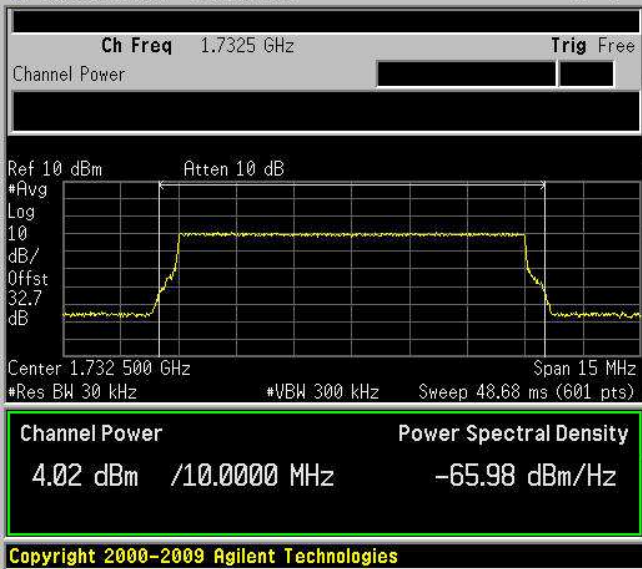 Ch Freq 1.7325 GHz Trig Free
Channel Power
Ref 10 dBm Atten 10 dB
#Avg
Log
10
dB/
Offst
32.7
dB
Center 1.732 500 GHz Span 15 MHz
#Res BW 30 kHz #VBW 300 kHz Sweep 48.68 ms (601 pts)
Channel Power Power Spectral Density
4.02 dBm /10.0000 MHz -65.98 dBm/Hz
Copyright 2000-2009 Agilent Technologies